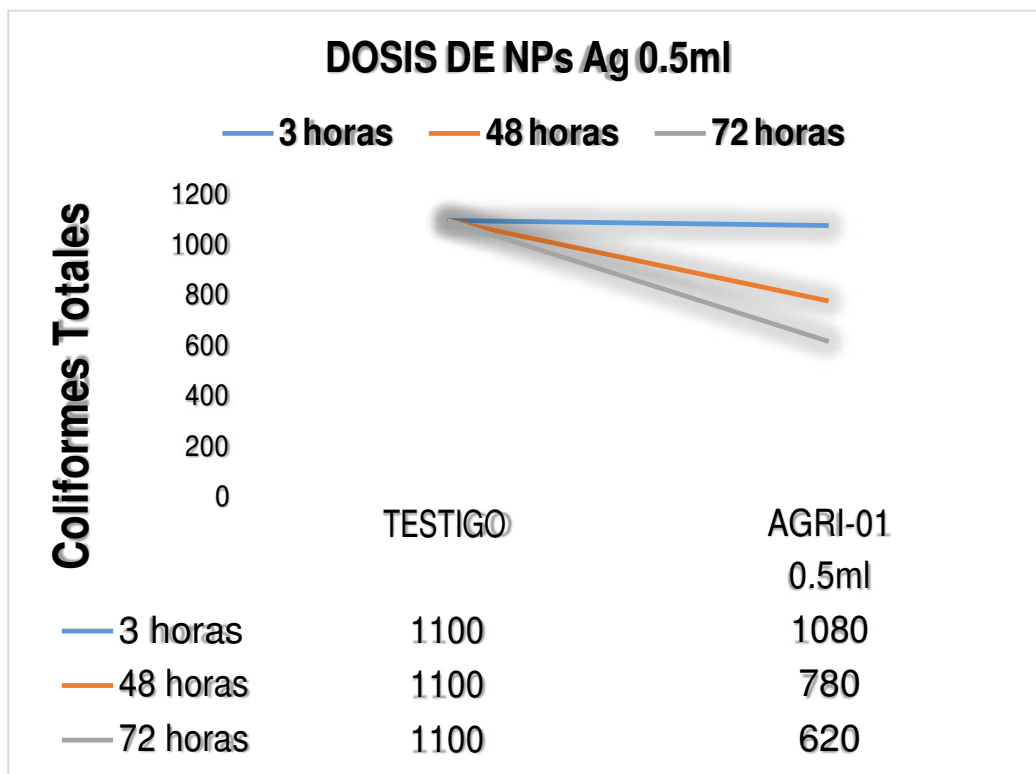 DOSIS DE NPs Ag 0.5ml
3 horas 48 horas 72 horas
Coliformes Totales
1200
1000
800
600
400
200
0
TESTIGO AGRI-01
0.5ml
3 horas 1100 1080
48 horas 1100 780
72 horas 1100 620